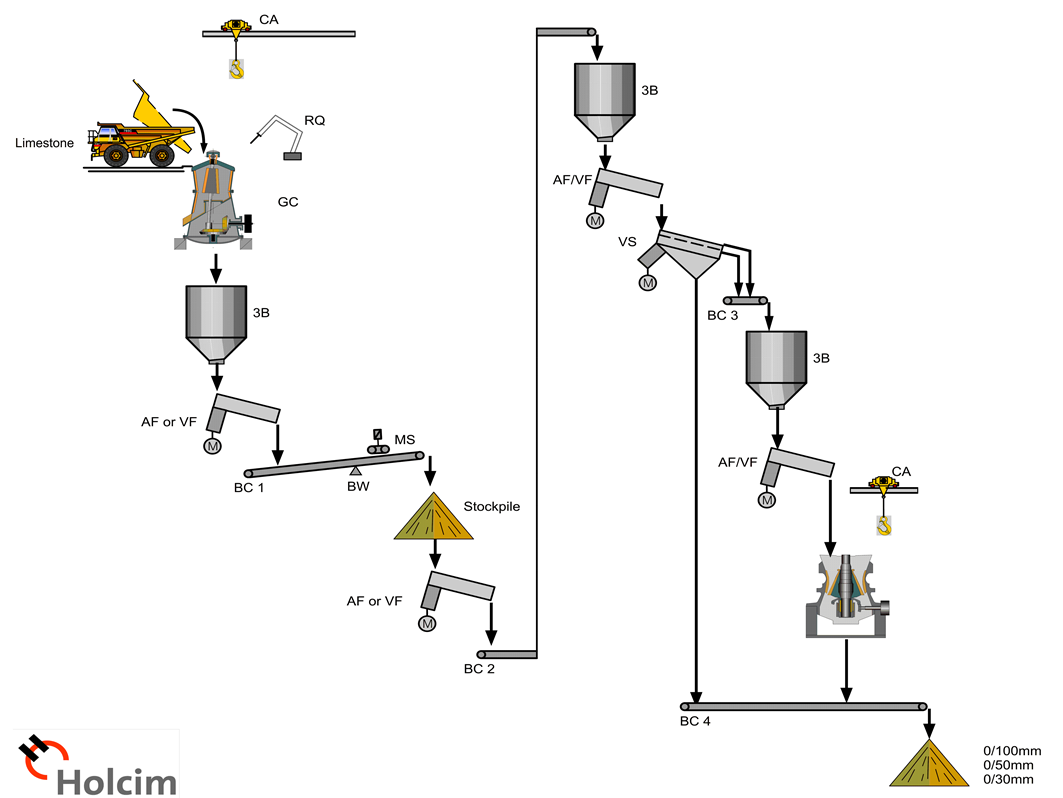 CA
3B
RQ
Limestone
AF/VF
GC
M
VS
M
BC 3
3B
3B
AF or VF
M
MS
AF/VF
BC 1
BW
CA
M
Stockpile
AF or VF
M
BC 2
BC 4
0/100mm
0/50mm
0/30mm
Holcim